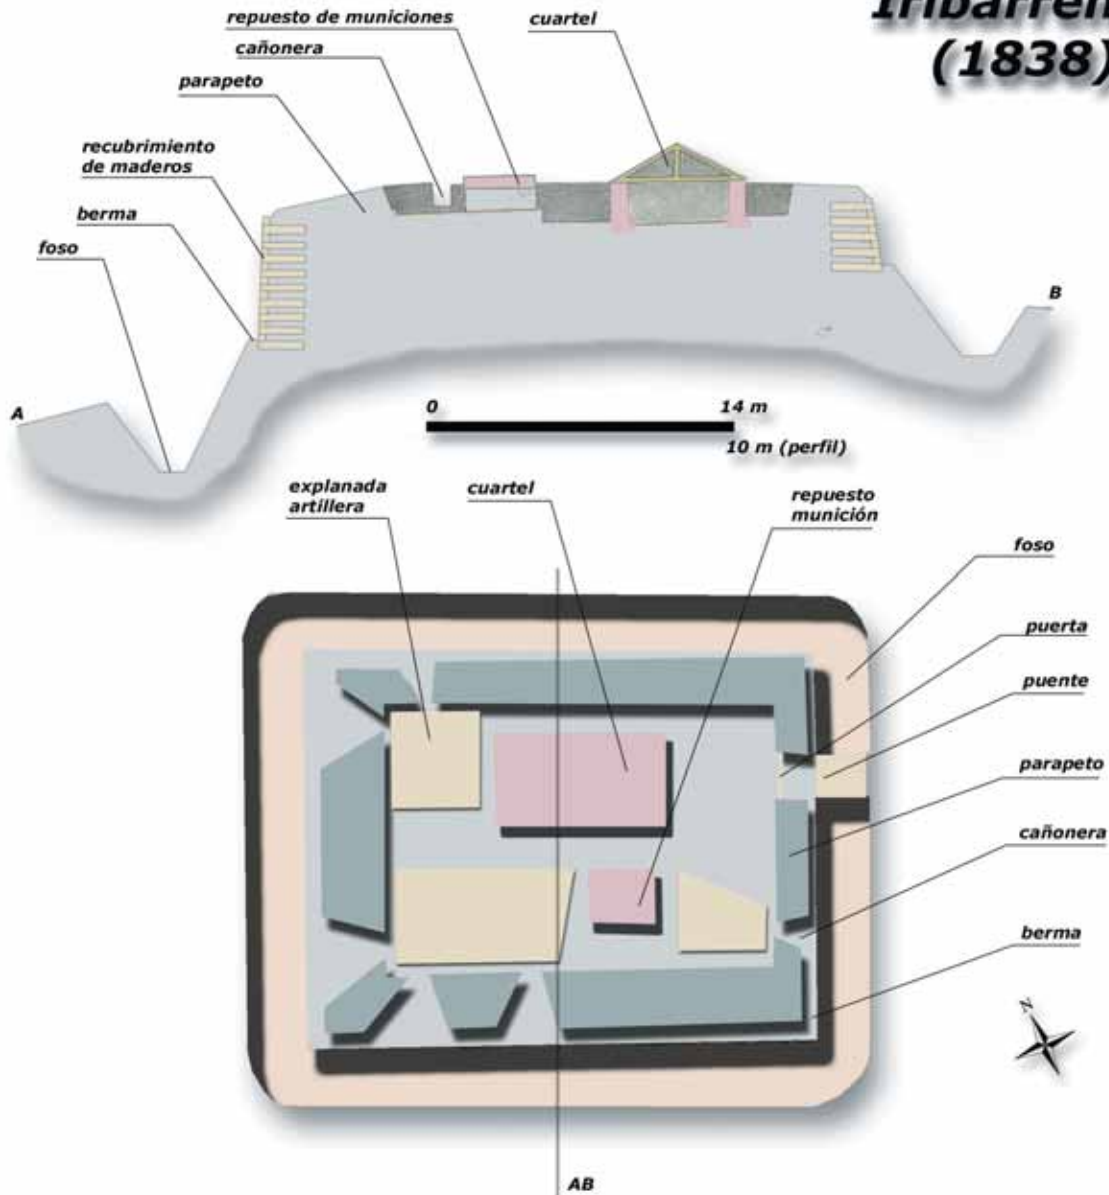 Iribarren
(1838)
repuesto de municiones
cuartel
cañonera
parapeto
recubrimiento
de maderos
berma
foso
B
A
0 14 m
10 m (perfil)
explanada
artillera
cuartel
repuesto
munición
foso
puerta
puente
parapeto
cañonera
berma
N
AB